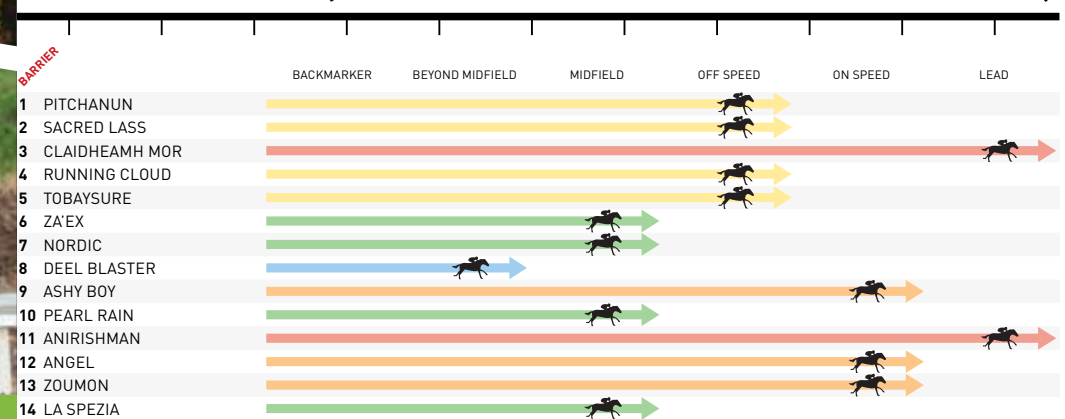 BARRIER
BACKMARKER BEYOND MIDFIELD MIDFIELD OFF SPEED ON SPEED LEAD
1 PITCHANUN
2 SACRED LASS
3 CLAIDHEAMH MOR
4 RUNNING CLOUD
5 TOBAYSURE
6 ZA'EX
7 NORDIC
8 DEEL BLASTER
9 ASHY BOY
10 PEARL RAIN
11 ANIRISHMAN
12 ANGEL
13 ZOUMON
14 LA SPEZIA